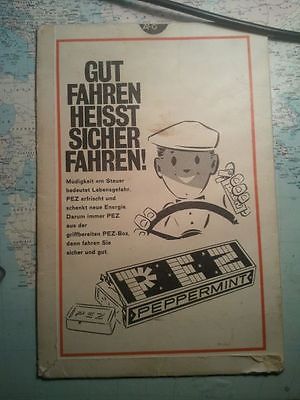 GUT
FAHREN
HEISST
SICHER
FAHREN!
Müdigkeit am Steuer
bedeutet Lebensgefahr.
PEZ erfrischt und
schenkt neue Energie
Darum immer PEZ
aus der
griffbereiten PEZ-Box,
denn fahren Sie
sicher und gut.
PEZ
PEZ
PEPPERMINT